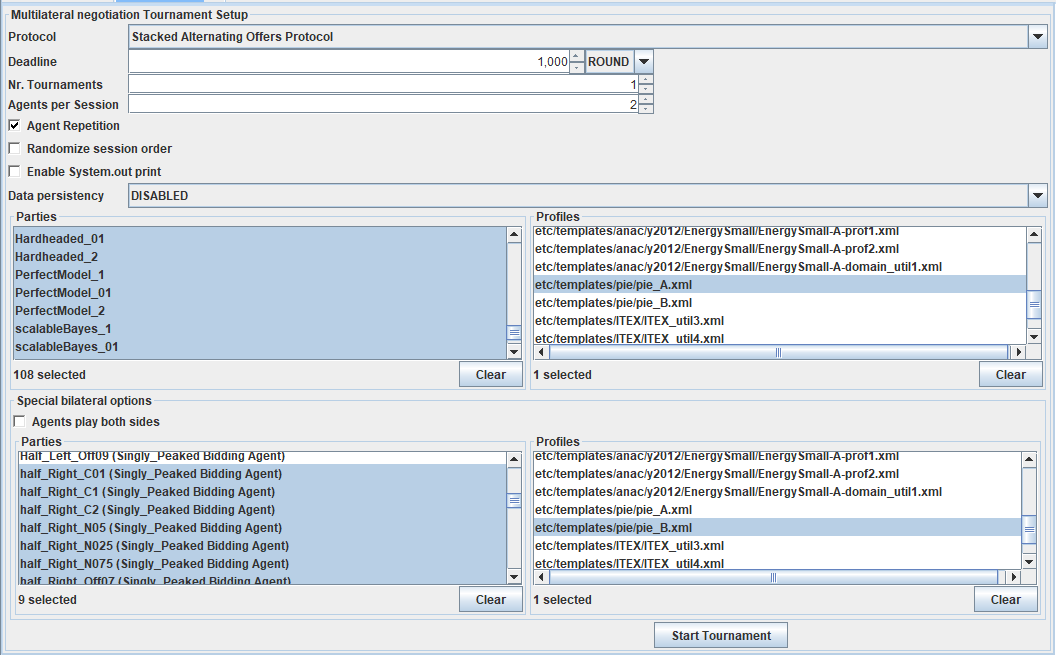 Multilateral negotiation Tournament Setup
Protocol Stacked Alternating Offers Protocol
Deadline 1,000 ROUND
Nr. Tournaments 1
Agents per Session 2
Agent Repetition
Randomize session order
Enable System.out print
Data persistency DISABLED
Parties
Hardheaded_01
Hardheaded_2
PerfectModel_1
PerfectModel_01
PerfectModel_2
scalableBayes_1
scalableBayes_01
108 selected Clear
Profiles
etc/templates/anac/y2012/EnergySmall/EnergySmall-A-prof1.xml
etc/templates/anac/y2012/EnergySmall/EnergySmall-A-prof2.xml
etc/templates/anac/y2012/EnergySmall/EnergySmall-A-domain_util1.xml
etc/templates/pie/pie_A.xml
etc/templates/pie/pie_B.xml
etc/templates/ITEX/ITEX_util3.xml
etc/templates/ITEX/ITEX_util4.xml
1 selected Clear
Special bilateral options
Agents play both sides
Parties
Half_Left_Off09 (Singly_Peaked Bidding Agent)
half_Right_C01 (Singly_Peaked Bidding Agent)
half_Right_C1 (Singly_Peaked Bidding Agent)
half_Right_C2 (Singly_Peaked Bidding Agent)
half_Right_N05 (Singly_Peaked Bidding Agent)
half_Right_N025 (Singly_Peaked Bidding Agent)
half_Right_N075 (Singly_Peaked Bidding Agent)
half_Right_Off07 (Singly_Peaked Bidding Agent)
9 selected Clear
Profiles
etc/templates/anac/y2012/EnergySmall/EnergySmall-A-prof1.xml
etc/templates/anac/y2012/EnergySmall/EnergySmall-A-prof2.xml
etc/templates/anac/y2012/EnergySmall/EnergySmall-A-domain_util1.xml
etc/templates/pie/pie_A.xml
etc/templates/pie/pie_B.xml
etc/templates/ITEX/ITEX_util3.xml
etc/templates/ITEX/ITEX_util4.xml
1 selected Clear
Start Tournament